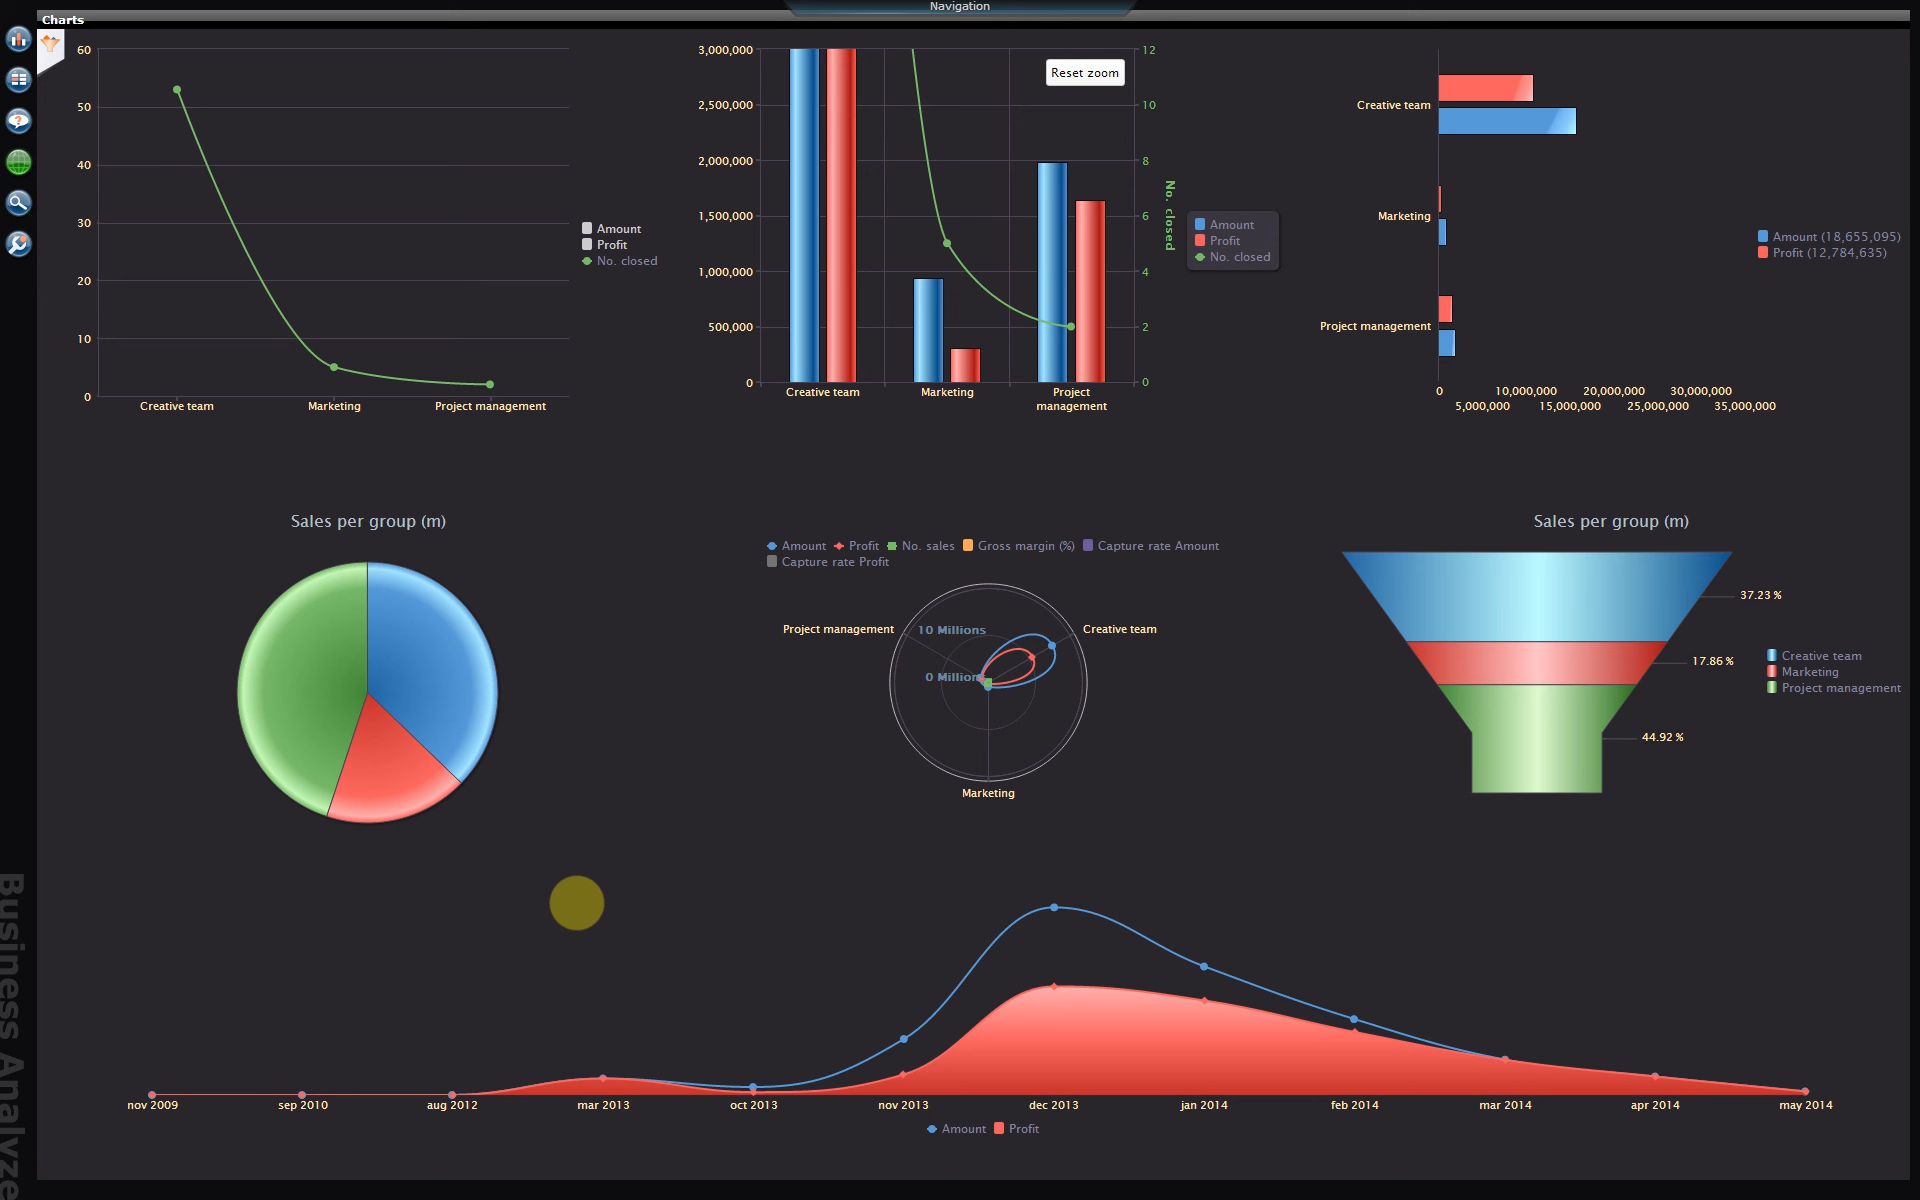 Navigation
Charts
60
50
40
30
20
10
0
Creative team Marketing Project management
Amount
Profit
No. closed
3,000,000
2,500,000
2,000,000
1,500,000
1,000,000
500,000
0
12
10
8
6
4
2
0
No. closed
Reset zoom
Creative team Marketing Project
management
Amount
Profit
No. closed
Creative team
Marketing
Project management
0 10,000,000 20,000,000 30,000,000
5,000,000 15,000,000 25,000,000 35,000,000
Amount (18,655,095)
Profit (12,784,635)
Sales per group (m)
Amount Profit No. sales Gross margin (%) Capture rate Amount
Capture rate Profit
Project management
10 Millions
Creative team
0 Millions
Marketing
Sales per group (m)
37.23 %
17.86 %
44.92 %
Creative team
Marketing
Project management
nov 2009 sep 2010 aug 2012 mar 2013 oct 2013 nov 2013 dec 2013 jan 2014 feb 2014 mar 2014 apr 2014 may 2014
Amount Profit
Business Analyze